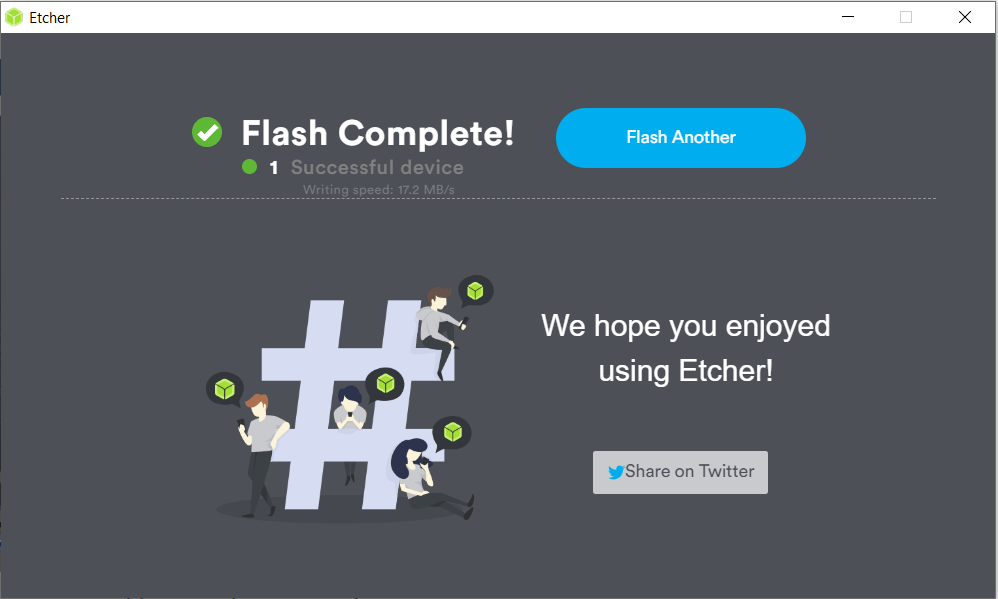 Etcher
Flash Complete!
Flash Another
1 Successful device
Writing speed: 17.2 MB/s
We hope you enjoyed
using Etcher!
Share on Twitter